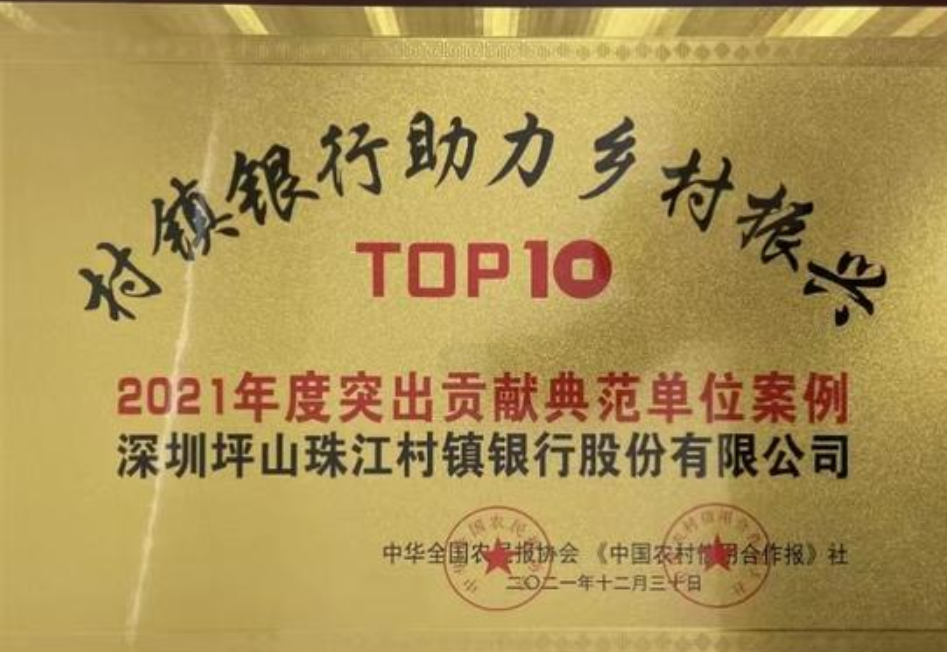 村镇银行助力乡村振兴
TOP10
2021年度突出贡献典范单位案例
深圳坪山珠江村镇银行股份有限公司
中华全国农民报协会 《中国农村信用合作报》社
二〇二一年十二月三十日